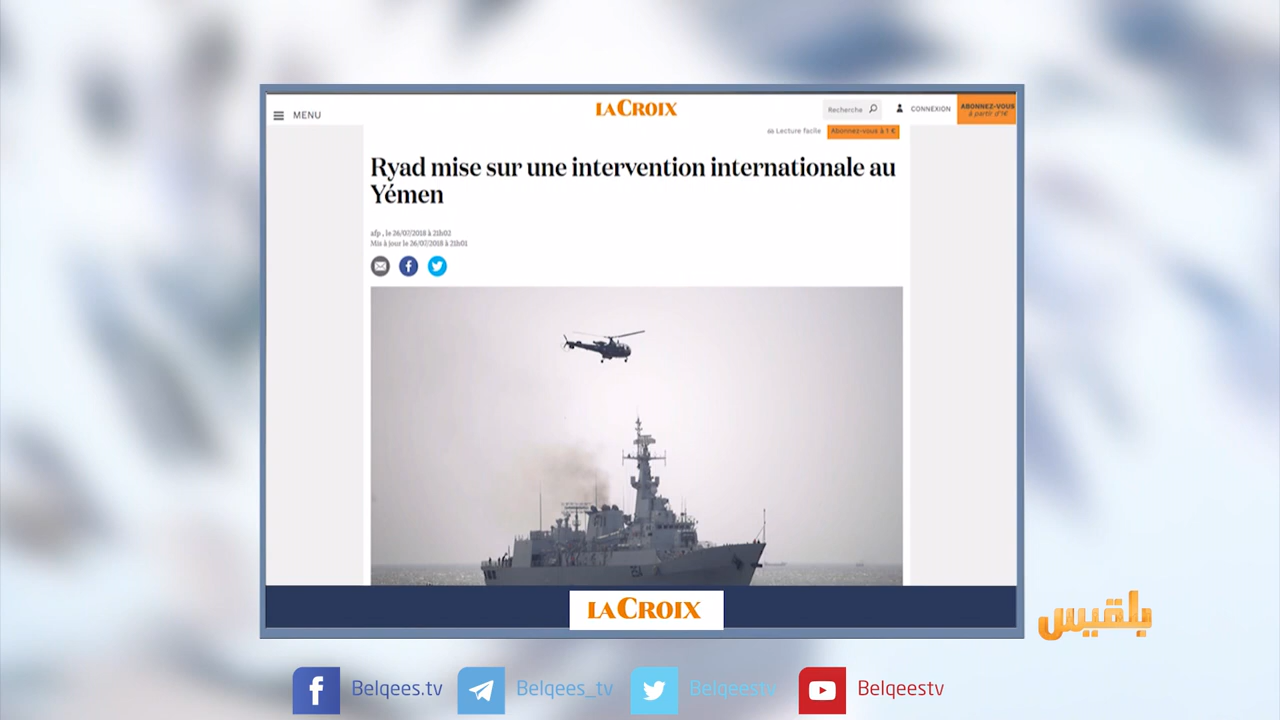 MENU
LA CROIX
Recherche
CONNEXION
ABONNEZ-VOUS
à partir d'1€
Lecture facile
Abonnez-vous à 1 €
Ryad mise sur une intervention internationale au
Yémen
afp , le 26/07/2018 à 21h02
Mis à jour le 26/07/2018 à 21h01
254
LA CROIX
بلقيس
Belqees.tv
Belqees_tv
Belqeestv
Belqeestv